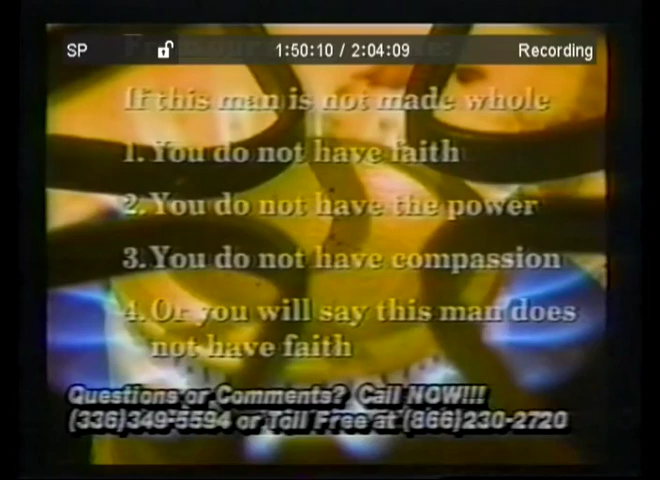 SP 1:50:10 / 2:04:09 Recording
If this man is not made whole
1. You do not have faith
2. You do not have the power
3. You do not have compassion
4. Or you will say this man does
not have faith
Questions or Comments? Call NOW!!!
(336)349-5594 or Toll Free at (866)230-2720